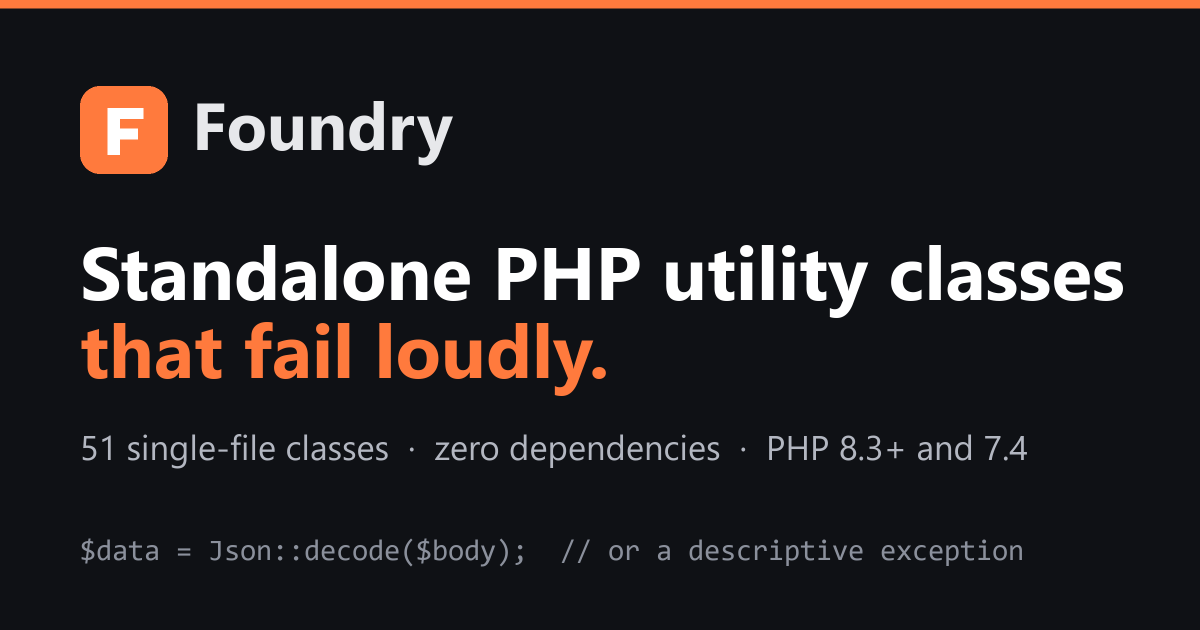 F Foundry
Standalone PHP utility classes
that fail loudly.
51 single-file classes · zero dependencies · PHP 8.3+ and 7.4
$data = Json::decode($body);  // or a descriptive exception